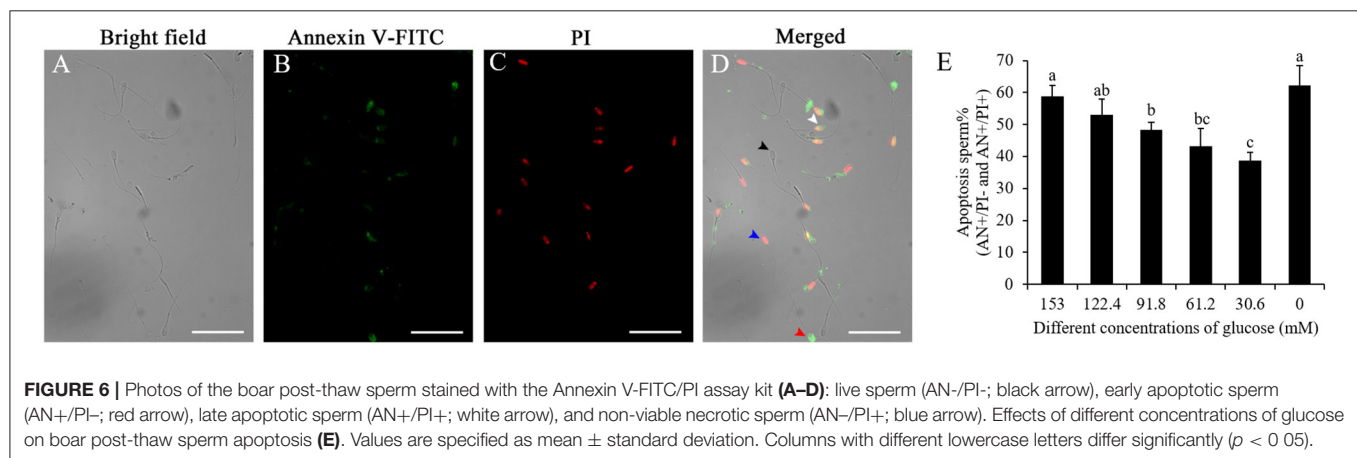 Bright field
Annexin V-FITC
PI
Merged
A
B
C
D
E
Apoptosis sperm%
(AN+/PI- and AN+/PI+)
70
60
50
40
30
20
10
0
a
ab
b
bc
c
a
153 122.4 91.8 61.2 30.6 0
Different concentrations of glucose (mM)
FIGURE 6 | Photos of the boar post-thaw sperm stained with the Annexin V-FITC/PI assay kit (A–D): live sperm (AN-/PI-; black arrow), early apoptotic sperm
(AN+/PI–; red arrow), late apoptotic sperm (AN+/PI+; white arrow), and non-viable necrotic sperm (AN–/PI+; blue arrow). Effects of different concentrations of glucose
on boar post-thaw sperm apoptosis (E). Values are specified as mean ± standard deviation. Columns with different lowercase letters differ significantly (p < 0 05).